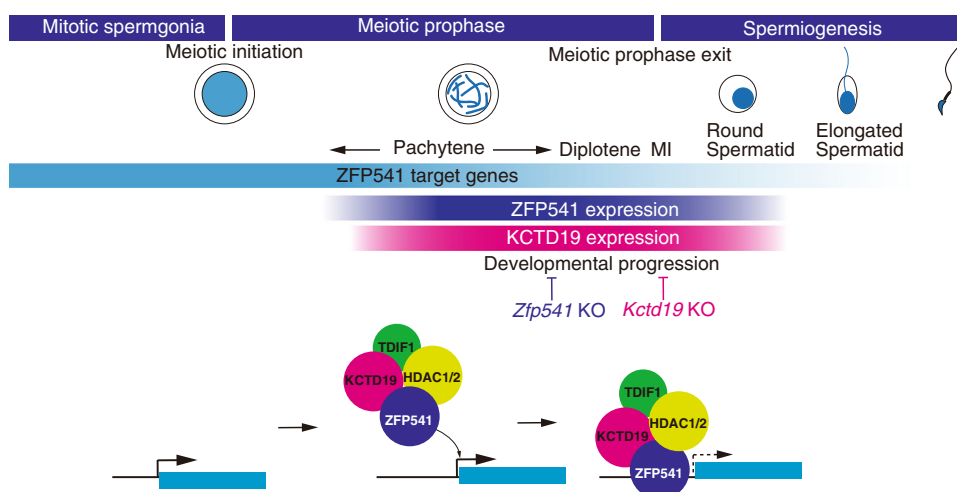 Mitotic spermgonia
Meiotic prophase
Spermiogenesis
Meiotic initiation
Meiotic prophase exit
Round
Spermatid
Elongated
Spermatid
Pachytene
Diplotene MI
ZFP541 target genes
ZFP541 expression
KCTD19 expression
Developmental progression
Zfp541 KO
Kctd19 KO
TDIF1
KCTD19
HDAC1/2
ZFP541
TDIF1
KCTD19
HDAC1/2
ZFP541